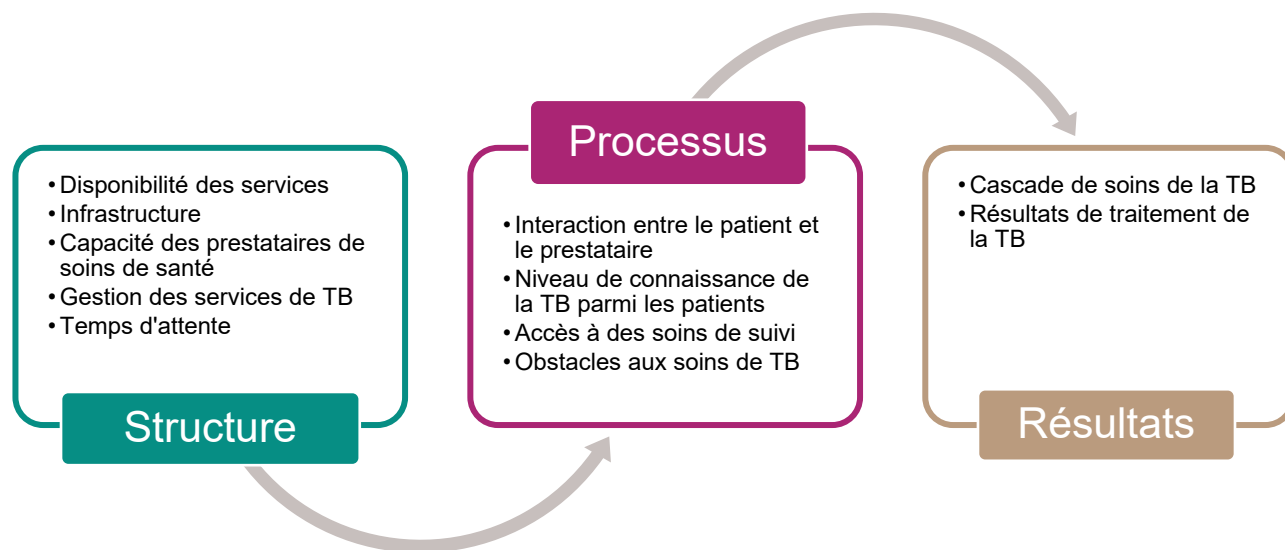 • Disponibilité des services
• Infrastructure
• Capacité des prestataires de
soins de santé
• Gestion des services de TB
• Temps d'attente
Structure
Processus
• Interaction entre le patient et
le prestataire
• Niveau de connaissance de
la TB parmi les patients
• Accès à des soins de suivi
• Obstacles aux soins de TB
• Cascade de soins de la TB
• Résultats de traitement de
la TB
Résultats